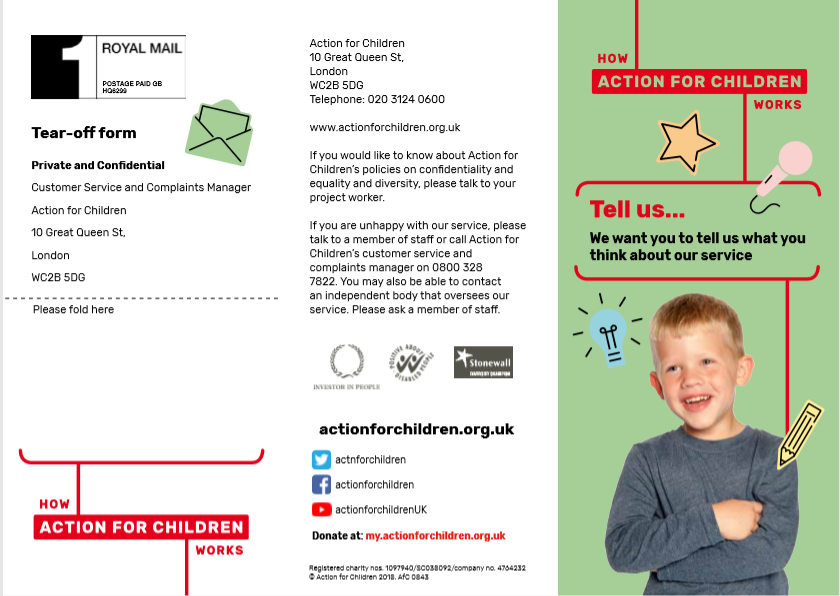 1
ROYAL MAIL
POSTAGE PAID GB
HQ6299
Tear-off form
Private and Confidential
Customer Service and Complaints Manager
Action for Children
10 Great Queen St,
London
WC2B 5DG
Please fold here
HOW
ACTION FOR CHILDREN
WORKS
Action for Children
10 Great Queen St,
London
WC2B 5DG
Telephone: 020 3124 0600
www.actionforchildren.org.uk
If you would like to know about Action for
Children's policies on confidentiality and
equality and diversity, please talk to your
project worker.
If you are unhappy with our service, please
talk to a member of staff or call Action for
Children's customer service and
complaints manager on 0800 328
7822. You may also be able to contact
an independent body that oversees our
service. Please ask a member of staff.
INVESTOR IN PEOPLE
POSITIVE ABOUT DISABLED PEOPLE
Stonewall
DIVERSITY CHAMPION
actionforchildren.org.uk
actnforchildren
actionforchildren
actionforchildrenUK
Donate at: my.actionforchildren.org.uk
Registered charity nos. 1097940/SC038092/company no. 4764232
© Action for Children 2018. AfC 0843
HOW
ACTION FOR CHILDREN
WORKS
Tell us...
We want you to tell us what you
think about our service